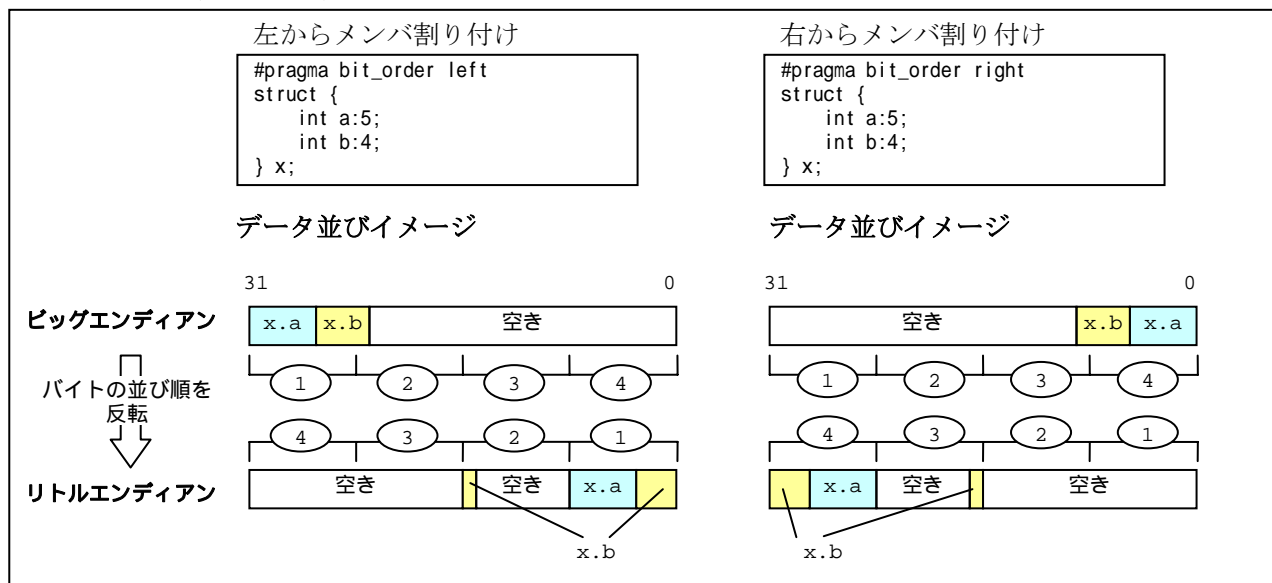 左からメンバ割り付け
#pragma bit_order left
struct {
int a:5;
int b:4;
} x;
データ並びイメージ
右からメンバ割り付け
#pragma bit_order right
struct {
int a:5;
int b:4;
} x;
データ並びイメージ
31 0
31 0
ビッグエンディアン
x.a x.b 空き
空き x.b x.a
1 2 3 4
1 2 3 4
バイトの並び順を
反転
4 3 2 1
4 3 2 1
リトルエンディアン
空き 空き x.a
x.a 空き 空き
x.b
x.b